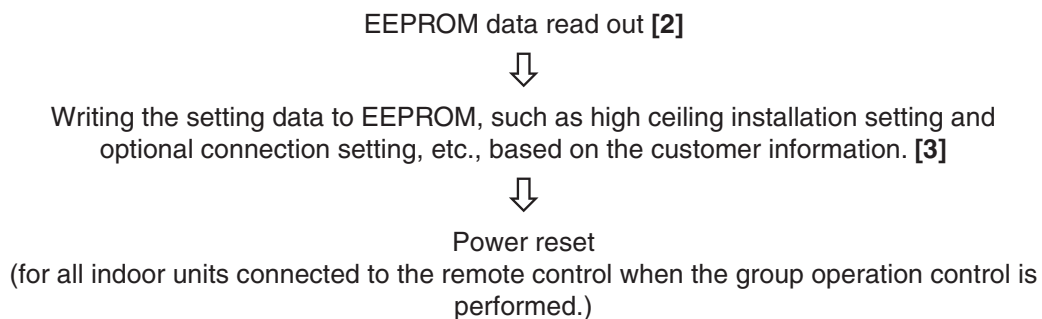 EEPROM data read out [2]
Writing the setting data to EEPROM, such as high ceiling installation setting and
optional connection setting, etc., based on the customer information. [3]
Power reset
(for all indoor units connected to the remote control when the group operation control is
performed.)